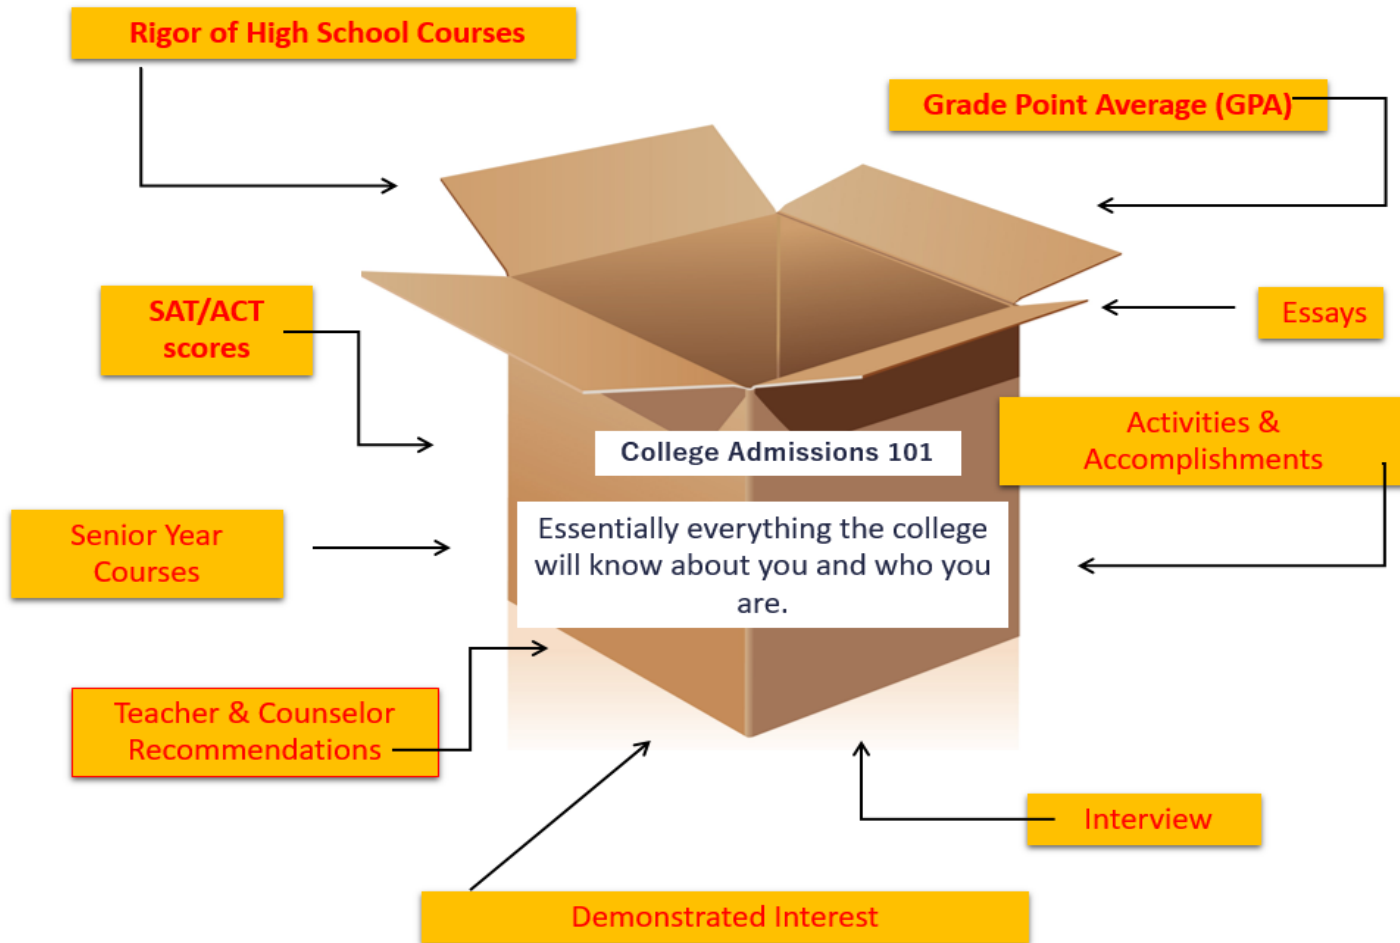 Rigor of High School Courses
Grade Point Average (GPA)
SAT/ACT
scores
Essays
Activities &
Accomplishments
College Admissions 101
Essentially everything the college
will know about you and who you
are.
Senior Year
Courses
Teacher & Counselor
Recommendations
Interview
Demonstrated Interest